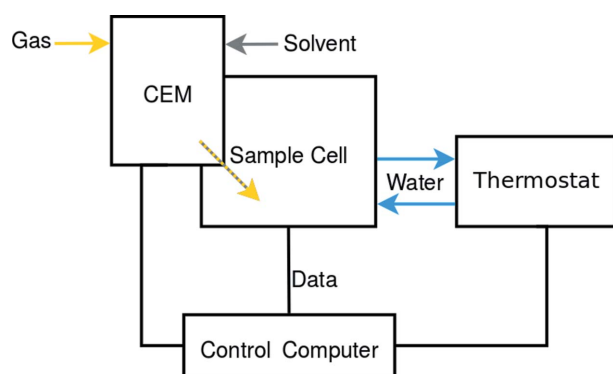 Gas
Solvent
CEM
Sample Cell
Water
Thermostat
Data
Control Computer